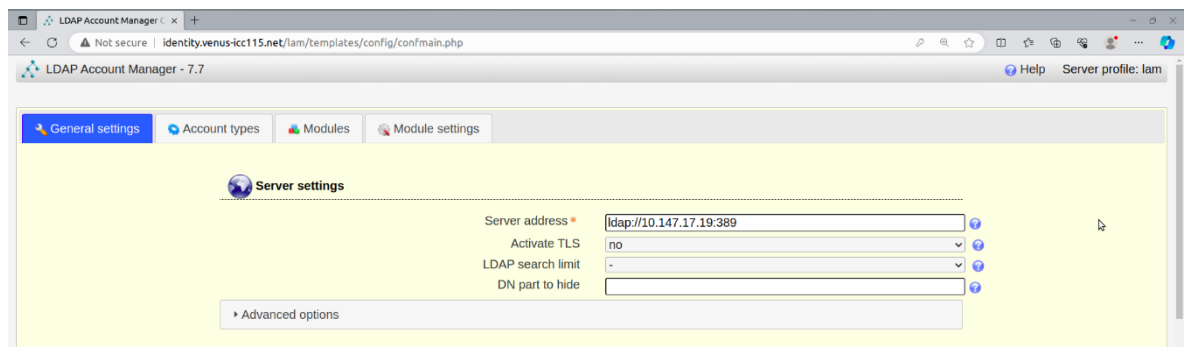 LDAP Account Manager C
Not secure identity.venus-icc115.net/lam/templates/config/confmain.php
LDAP Account Manager - 7.7 Help Server profile: lam
General settings Account types Modules Module settings
Server settings
Server address * ldap://10.147.17.19:389
Activate TLS no
LDAP search limit -
DN part to hide
Advanced options